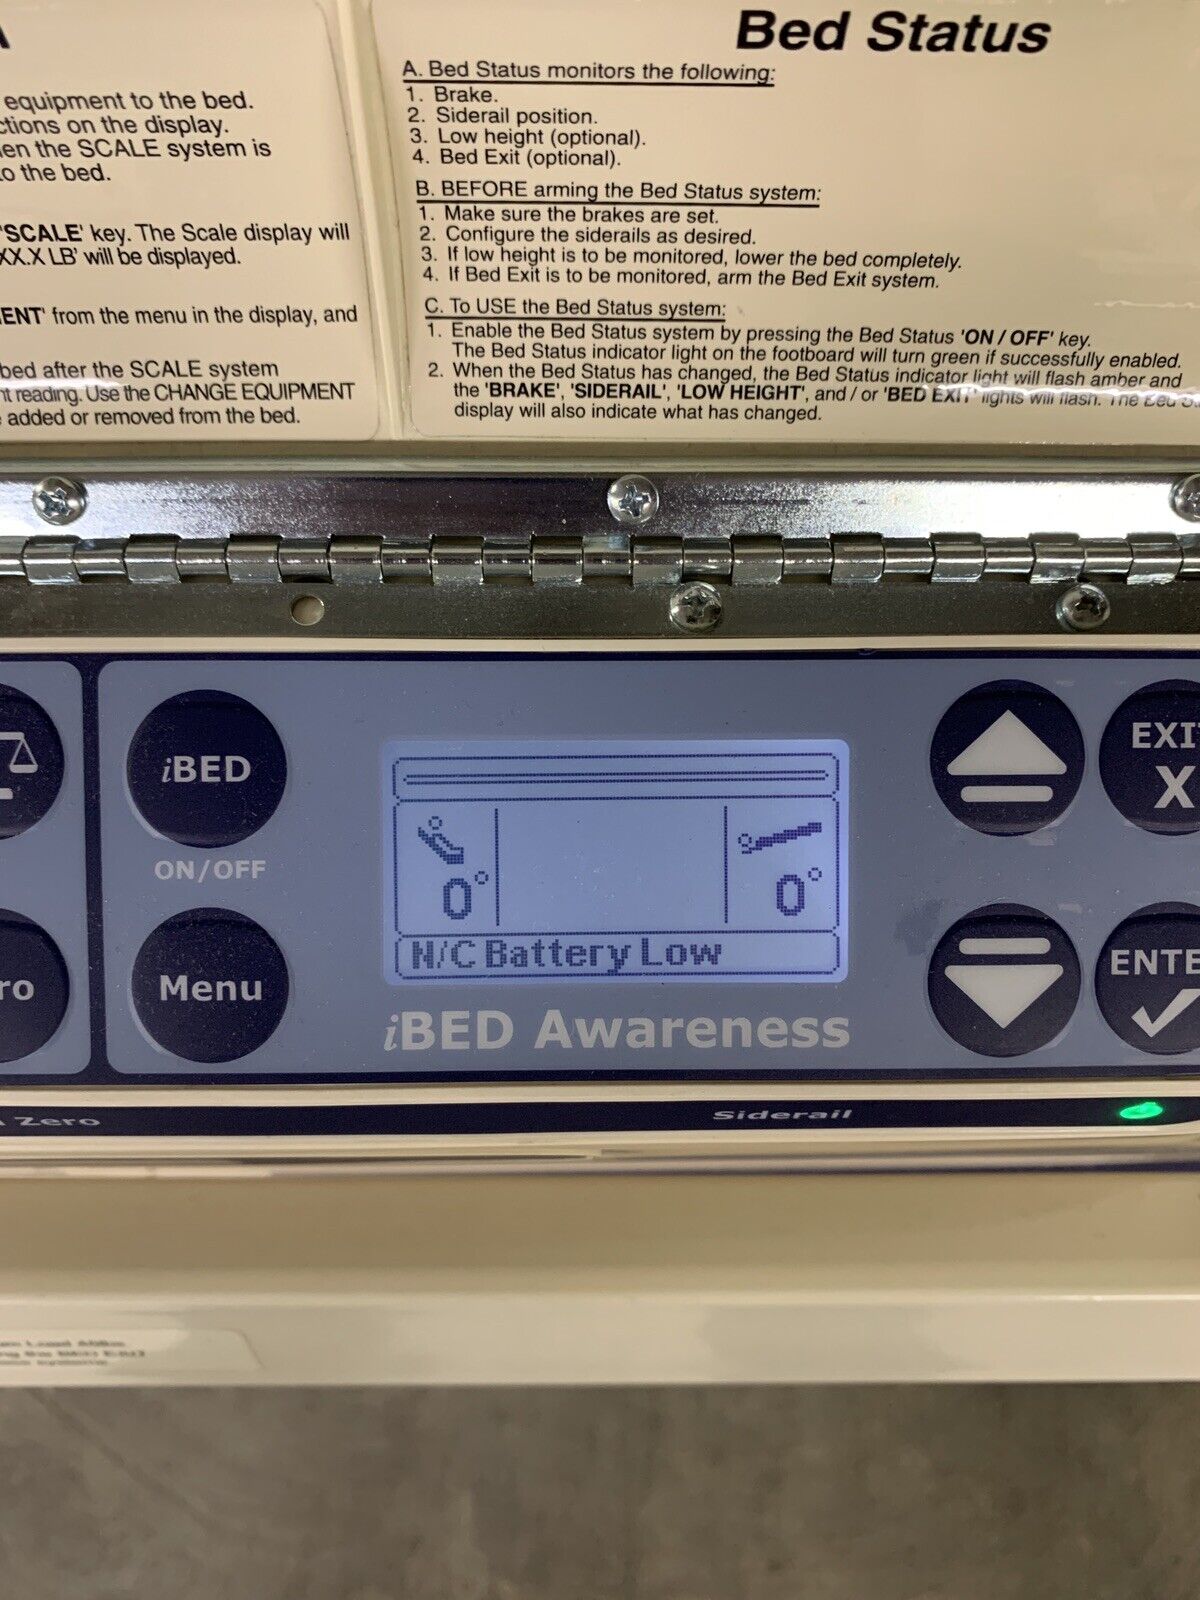 equipment to the bed.
ctions on the display.
en the SCALE system is
to the bed.
'SCALE' key. The Scale display will
XX.X LB' will be displayed.
ENT' from the menu in the display, and
bed after the SCALE system
nt reading. Use the CHANGE EQUIPMENT
added or removed from the bed.
Bed Status
A. Bed Status monitors the following:
1. Brake.
2. Siderail position.
3. Low height (optional).
4. Bed Exit (optional).
B. BEFORE arming the Bed Status system:
1. Make sure the brakes are set.
2. Configure the siderails as desired.
3. If low height is to be monitored, lower the bed completely.
4. If Bed Exit is to be monitored, arm the Bed Exit system.
C. To USE the Bed Status system:
1. Enable the Bed Status system by pressing the Bed Status 'ON / OFF' key.
The Bed Status indicator light on the footboard will turn green if successfully enabled.
2. When the Bed Status has changed, the Bed Status indicator light will flash amber and
the 'BRAKE', 'SIDERAIL', 'LOW HEIGHT', and / or 'BED EXIT' lights will flash. The Bed S
display will also indicate what has changed.
iBED
ON/OFF
Menu
ro
0°
0°
N/C Battery Low
iBED Awareness
EXI
X
ENTE
Zero
Siderail